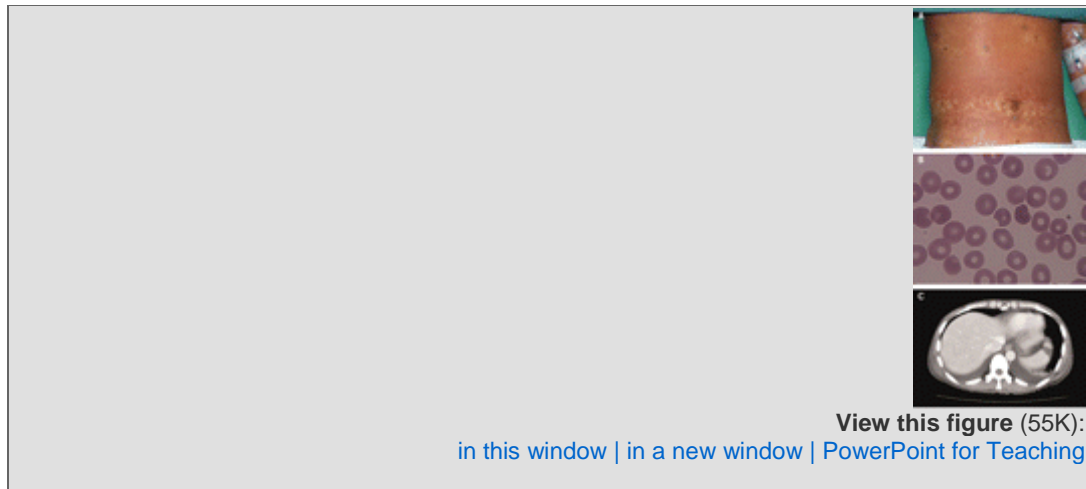 B
C
View this figure (55K):
in this window | in a new window | PowerPoint for Teaching